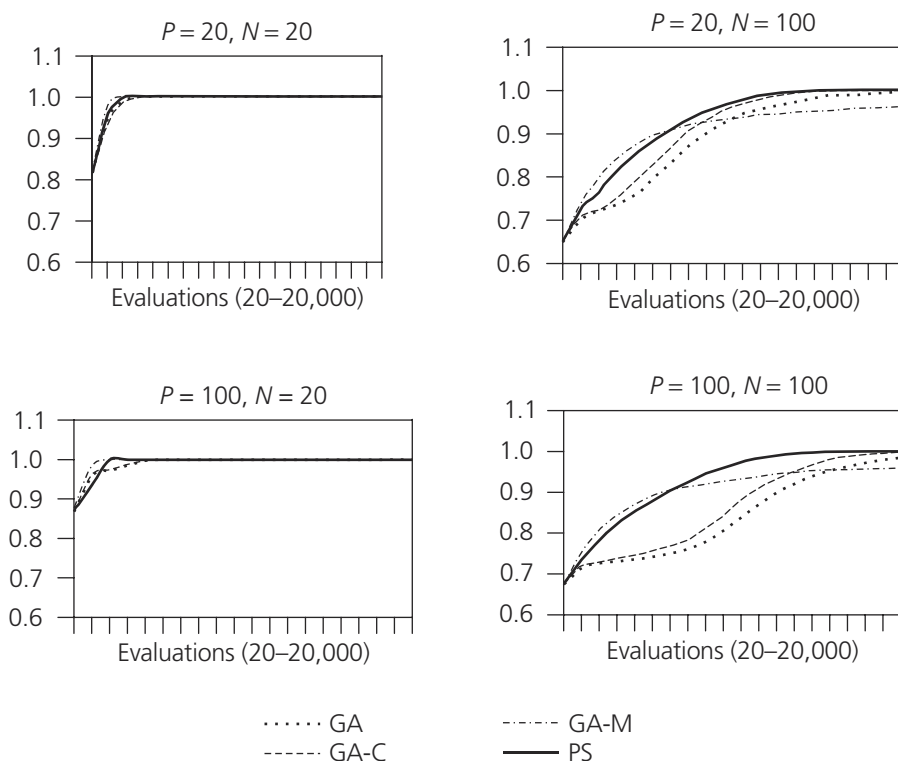 P = 20, N = 20
1.1
1.0
0.9
0.8
0.7
0.6
Evaluations (20–20,000)
P = 20, N = 100
1.1
1.0
0.9
0.8
0.7
0.6
Evaluations (20–20,000)
P = 100, N = 20
1.1
1.0
0.9
0.8
0.7
0.6
Evaluations (20–20,000)
P = 100, N = 100
1.1
1.0
0.9
0.8
0.7
0.6
Evaluations (20–20,000)
GA
GA-M
GA-C
PS